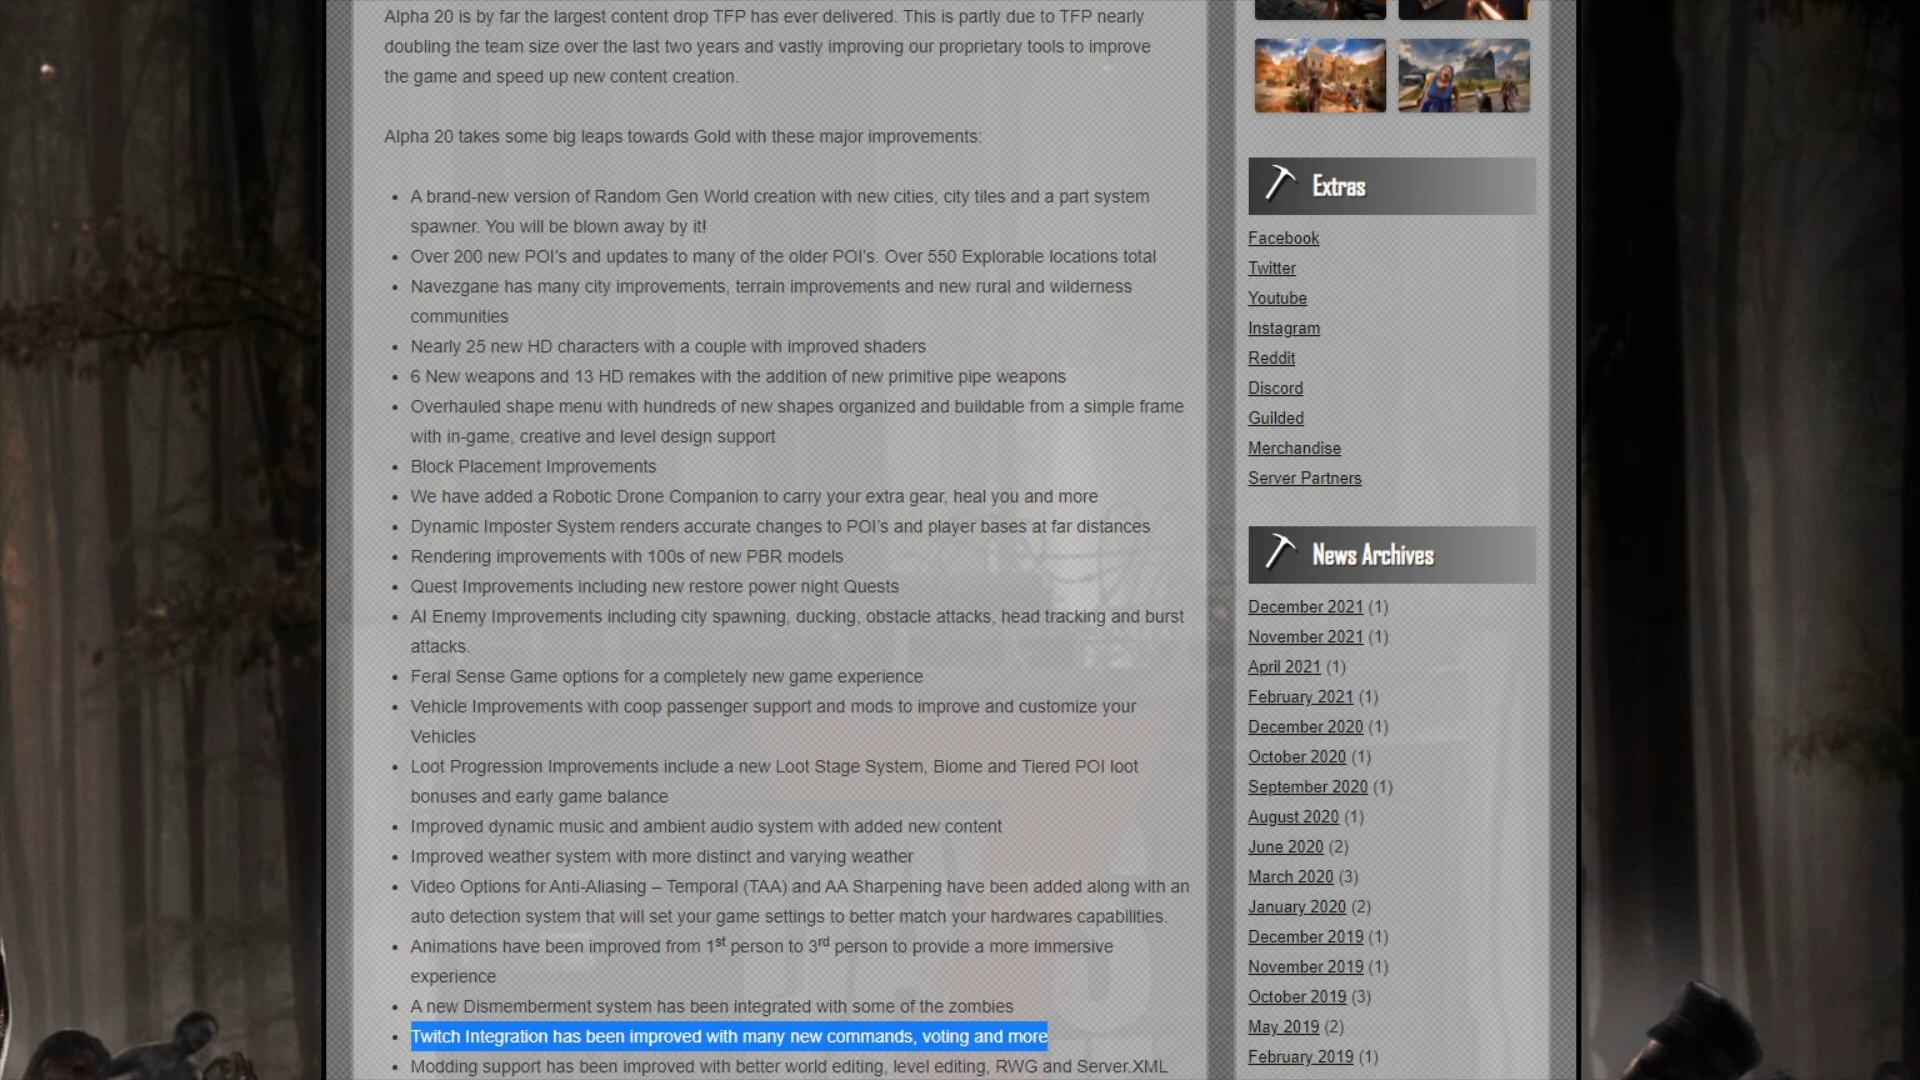 Alpha 20 is by far the largest content drop TFP has ever delivered. This is partly due to TFP nearly
doubling the team size over the last two years and vastly improving our proprietary tools to improve
the game and speed up new content creation.
Alpha 20 takes some big leaps towards Gold with these major improvements:
• A brand-new version of Random Gen World creation with new cities, city tiles and a part system
spawner. You will be blown away by it!
• Over 200 new POI’s and updates to many of the older POI’s. Over 550 Explorable locations total
• Navezgane has many city improvements, terrain improvements and new rural and wilderness
communities
• Nearly 25 new HD characters with a couple with improved shaders
• 6 New weapons and 13 HD remakes with the addition of new primitive pipe weapons
• Overhauled shape menu with hundreds of new shapes organized and buildable from a simple frame
with in-game, creative and level design support
• Block Placement Improvements
• We have added a Robotic Drone Companion to carry your extra gear, heal you and more
• Dynamic Imposter System renders accurate changes to POI’s and player bases at far distances
• Rendering improvements with 100s of new PBR models
• Quest Improvements including new restore power night Quests
• AI Enemy Improvements including city spawning, ducking, obstacle attacks, head tracking and burst
attacks.
• Feral Sense Game options for a completely new game experience
• Vehicle Improvements with coop passenger support and mods to improve and customize your
Vehicles
• Loot Progression Improvements include a new Loot Stage System, Biome and Tiered POI loot
bonuses and early game balance
• Improved dynamic music and ambient audio system with added new content
• Improved weather system with more distinct and varying weather
• Video Options for Anti-Aliasing – Temporal (TAA) and AA Sharpening have been added along with an
auto detection system that will set your game settings to better match your hardwares capabilities.
• Animations have been improved from 1st person to 3rd person to provide a more immersive
experience
• A new Dismemberment system has been integrated with some of the zombies
• Twitch Integration has been improved with many new commands, voting and more
• Modding support has been improved with better world editing, level editing, RWG and Server.XML
Extras
Facebook
Twitter
Youtube
Instagram
Reddit
Discord
Guilded
Merchandise
Server Partners
News Archives
December 2021 (1)
November 2021 (1)
April 2021 (1)
February 2021 (1)
December 2020 (1)
October 2020 (1)
September 2020 (1)
August 2020 (1)
June 2020 (2)
March 2020 (3)
January 2020 (2)
December 2019 (1)
November 2019 (1)
October 2019 (3)
May 2019 (2)
February 2019 (1)